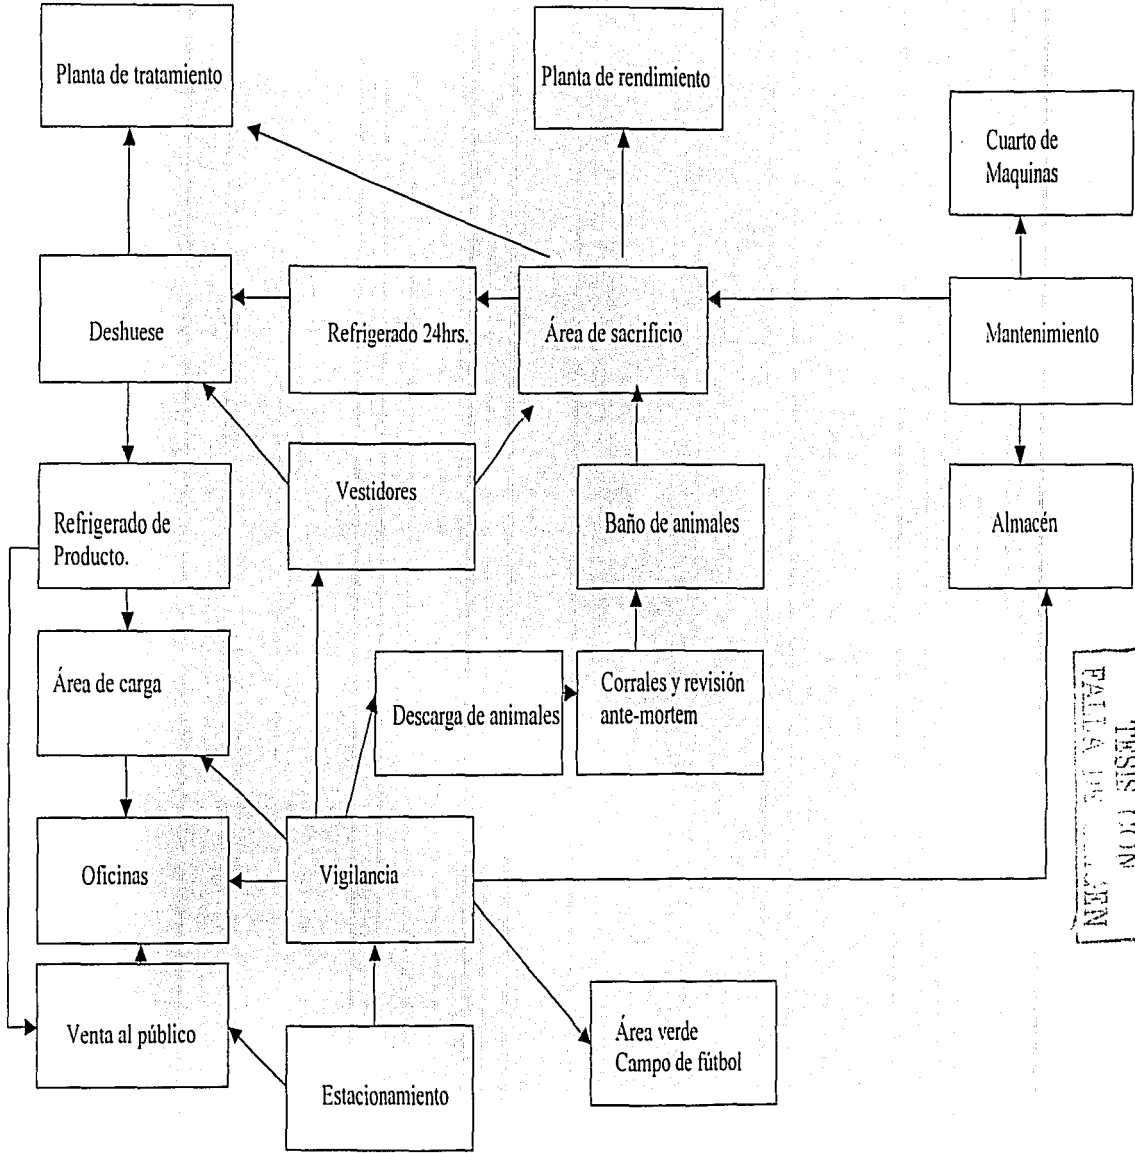 Planta de tratamiento
Planta de rendimiento
Cuarto de
Maquinas
Deshuese
Refrigerado 24hrs.
Área de sacrificio
Mantenimiento
Refrigerado de
Producto.
Vestidores
Baño de animales
Almacén
Área de carga
Descarga de animales
Corrales y revisión
ante-mortem
Oficinas
Vigilancia
Venta al público
Estacionamiento
Área verde
Campo de fútbol
TESIS CON
FALLA DE